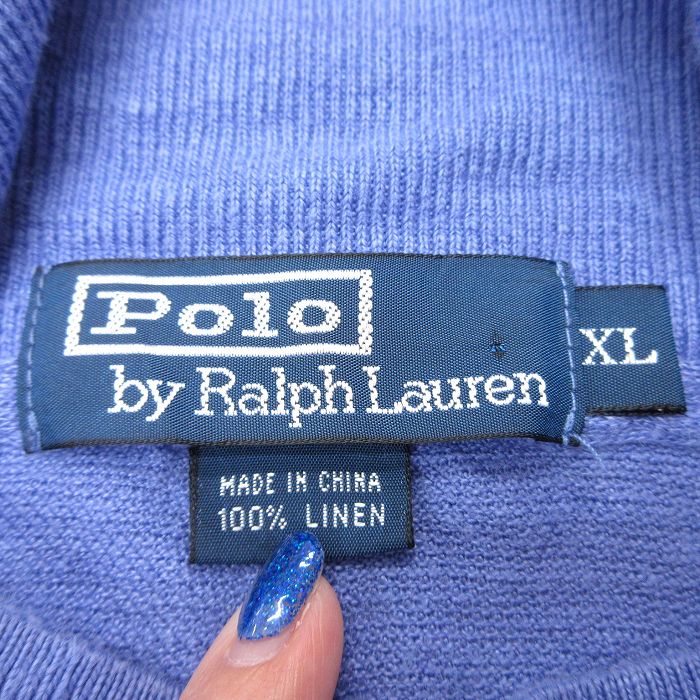 Polo
by Ralph Lauren
XL
MADE IN CHINA
100% LINEN